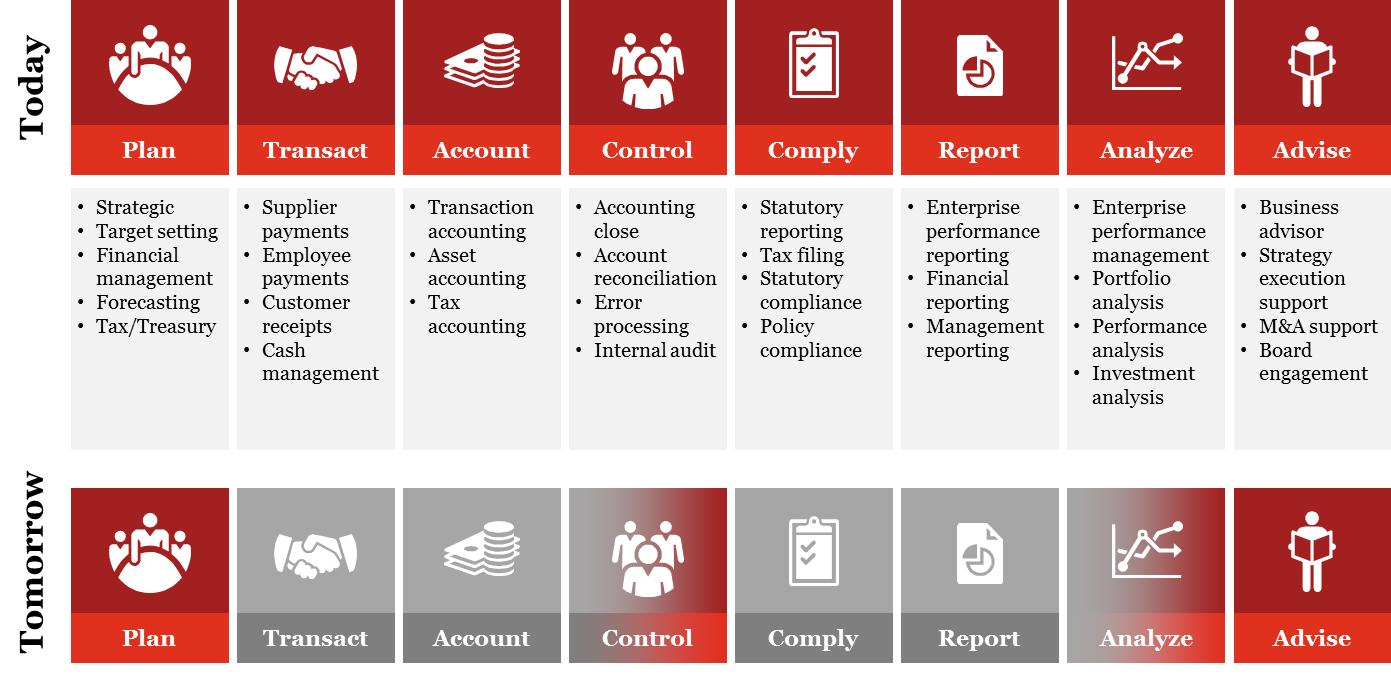 Today
Plan
Transact
Account
Control
Comply
Report
Analyze
Advise
• Strategic
• Target setting
• Financial
management
• Forecasting
• Tax/Treasury
• Supplier
payments
• Employee
payments
• Customer
receipts
• Cash
management
• Transaction
accounting
• Asset
accounting
• Tax
accounting
• Accounting
close
• Account
reconciliation
• Error
processing
• Internal audit
• Statutory
reporting
• Tax filing
• Statutory
compliance
• Policy
compliance
• Enterprise
performance
reporting
• Financial
reporting
• Management
reporting
• Enterprise
performance
management
• Portfolio
analysis
• Performance
analysis
• Investment
analysis
• Business
advisor
• Strategy
execution
support
• M&A support
• Board
engagement
Tomorrow
Plan
Transact
Account
Control
Comply
Report
Analyze
Advise